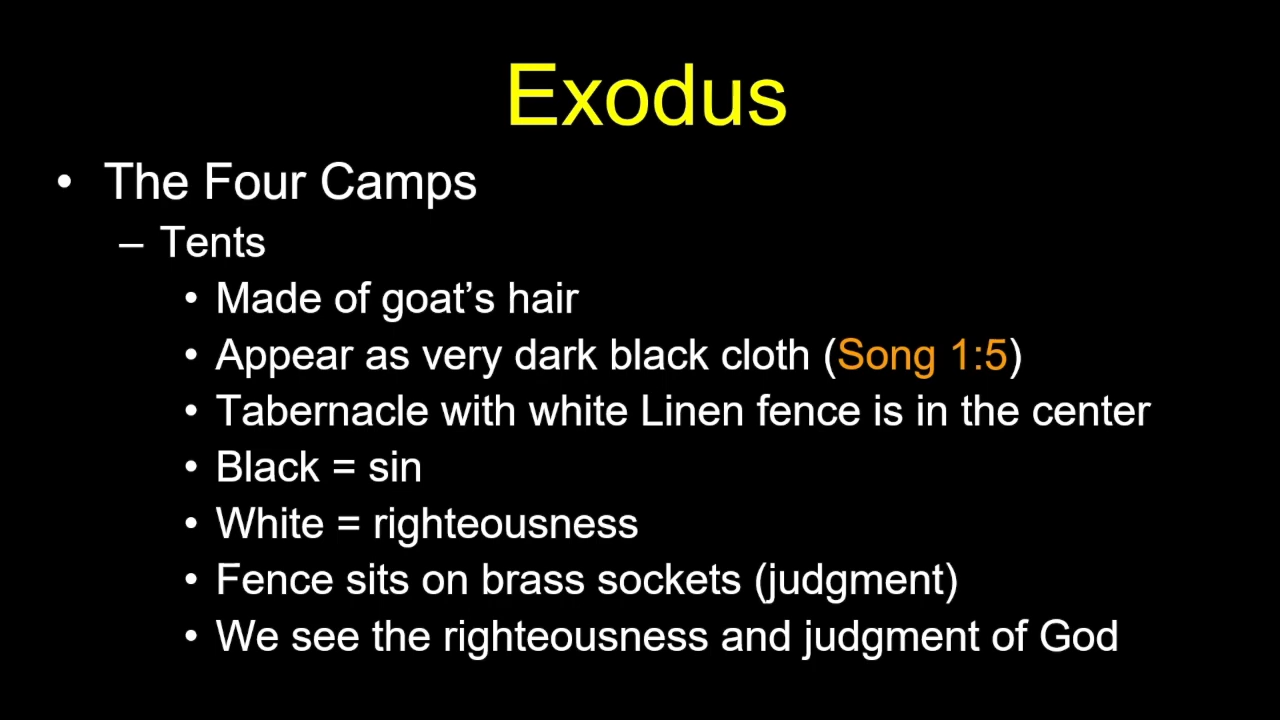 Exodus
• The Four Camps
– Tents
• Made of goat’s hair
• Appear as very dark black cloth (Song 1:5)
• Tabernacle with white Linen fence is in the center
• Black = sin
• White = righteousness
• Fence sits on brass sockets (judgment)
• We see the righteousness and judgment of God